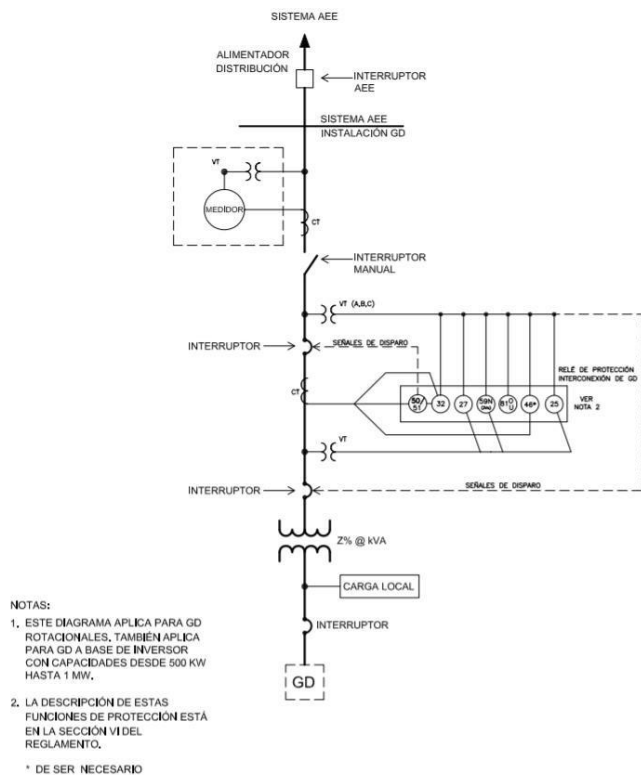 SISTEMA AEE
ALIMENTADOR
DISTRIBUCIÓN
INTERRUPTOR
AEE
SISTEMA AEE
INSTALACIÓN GD
VT
MEDIDOR
CT
INTERRUPTOR
MANUAL
VT (A,B,C)
INTERRUPTOR
SEÑALES DE DISPARO
RELÉ DE PROTECCIÓN
INTERCONEXIÓN DE GD
CT
50/
51
32
27
59N
81O
U
46*
25
VER
NOTA 2
VT
INTERRUPTOR
SEÑALES DE DISPARO
Z% @ kVA
CARGA LOCAL
INTERRUPTOR
GD
NOTAS:
1. ESTE DIAGRAMA APLICA PARA GD
ROTACIONALES. TAMBIÉN APLICA
PARA GD A BASE DE INVERSOR
CON CAPACIDADES DESDE 500 KW
HASTA 1 MW.
2. LA DESCRIPCIÓN DE ESTAS
FUNCIONES DE PROTECCIÓN ESTÁ
EN LA SECCIÓN VI DEL
REGLAMENTO.
* DE SER NECESARIO